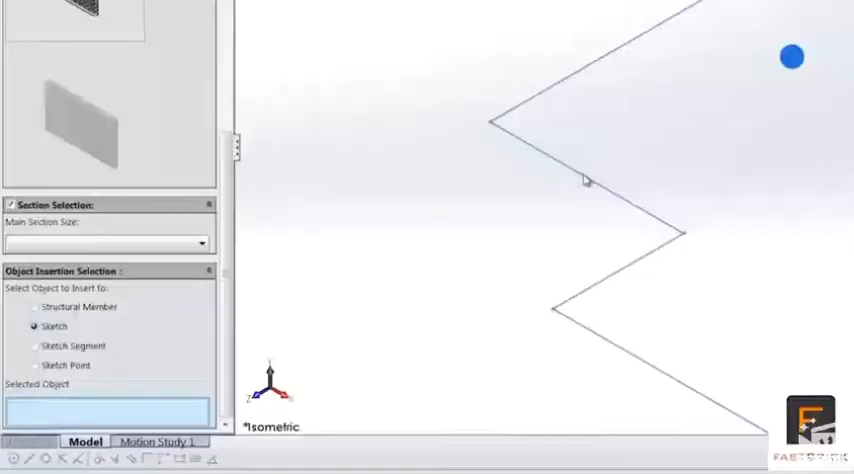 Section Selection:
Main Section Size:
Object Insertion Selection :
Select Object to Insert to:
Structural Member
Sketch
Sketch Segment
Sketch Point
Selected Object
Y
Z
X
*Isometric
Model
Motion Study 1
F